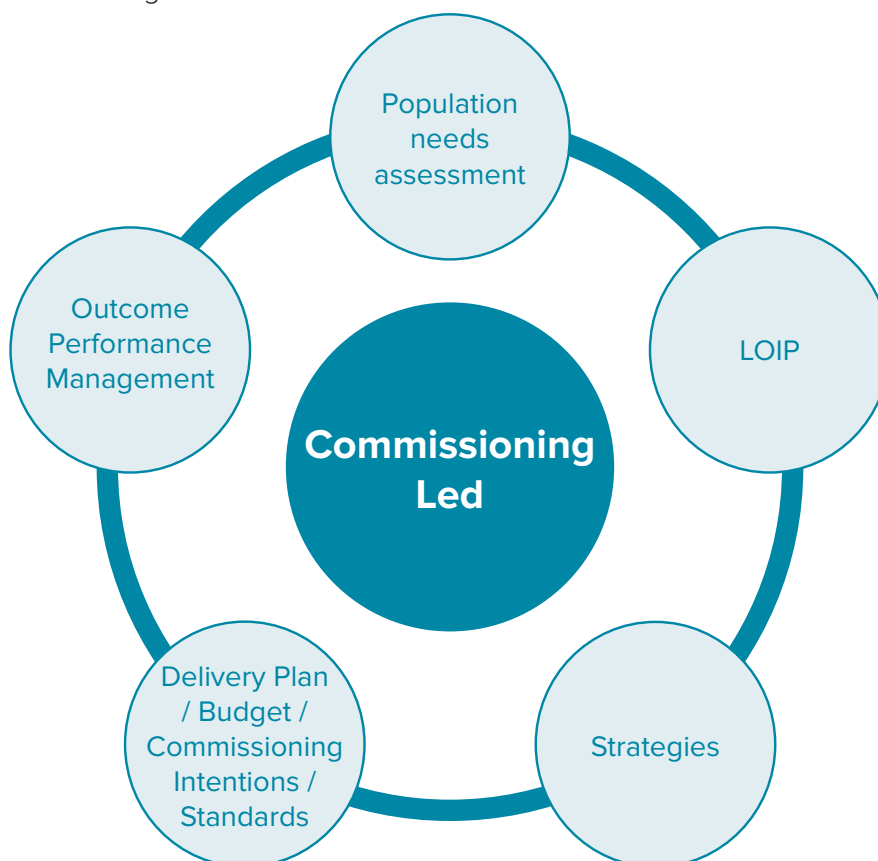 Population
needs
assessment
Outcome
Performance
Management
LOIP
Commissioning
Led
Delivery Plan
/ Budget /
Commissioning
Intentions /
Standards
Strategies